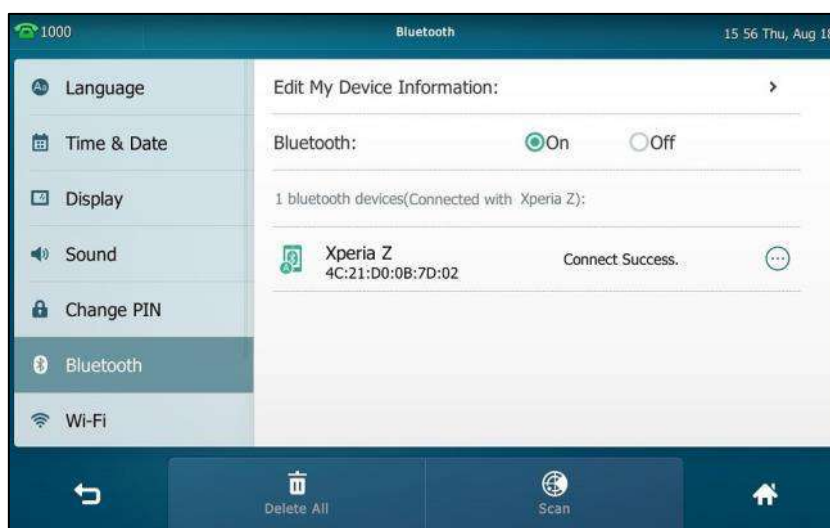 1000
Bluetooth
15 56 Thu, Aug 18
Language
Time & Date
Display
Sound
Change PIN
Bluetooth
Wi-Fi
Edit My Device Information:
Bluetooth: On Off
1 bluetooth devices(Connected with Xperia Z):
Xperia Z
4C:21:D0:0B:7D:02
Connect Success.
Delete All
Scan